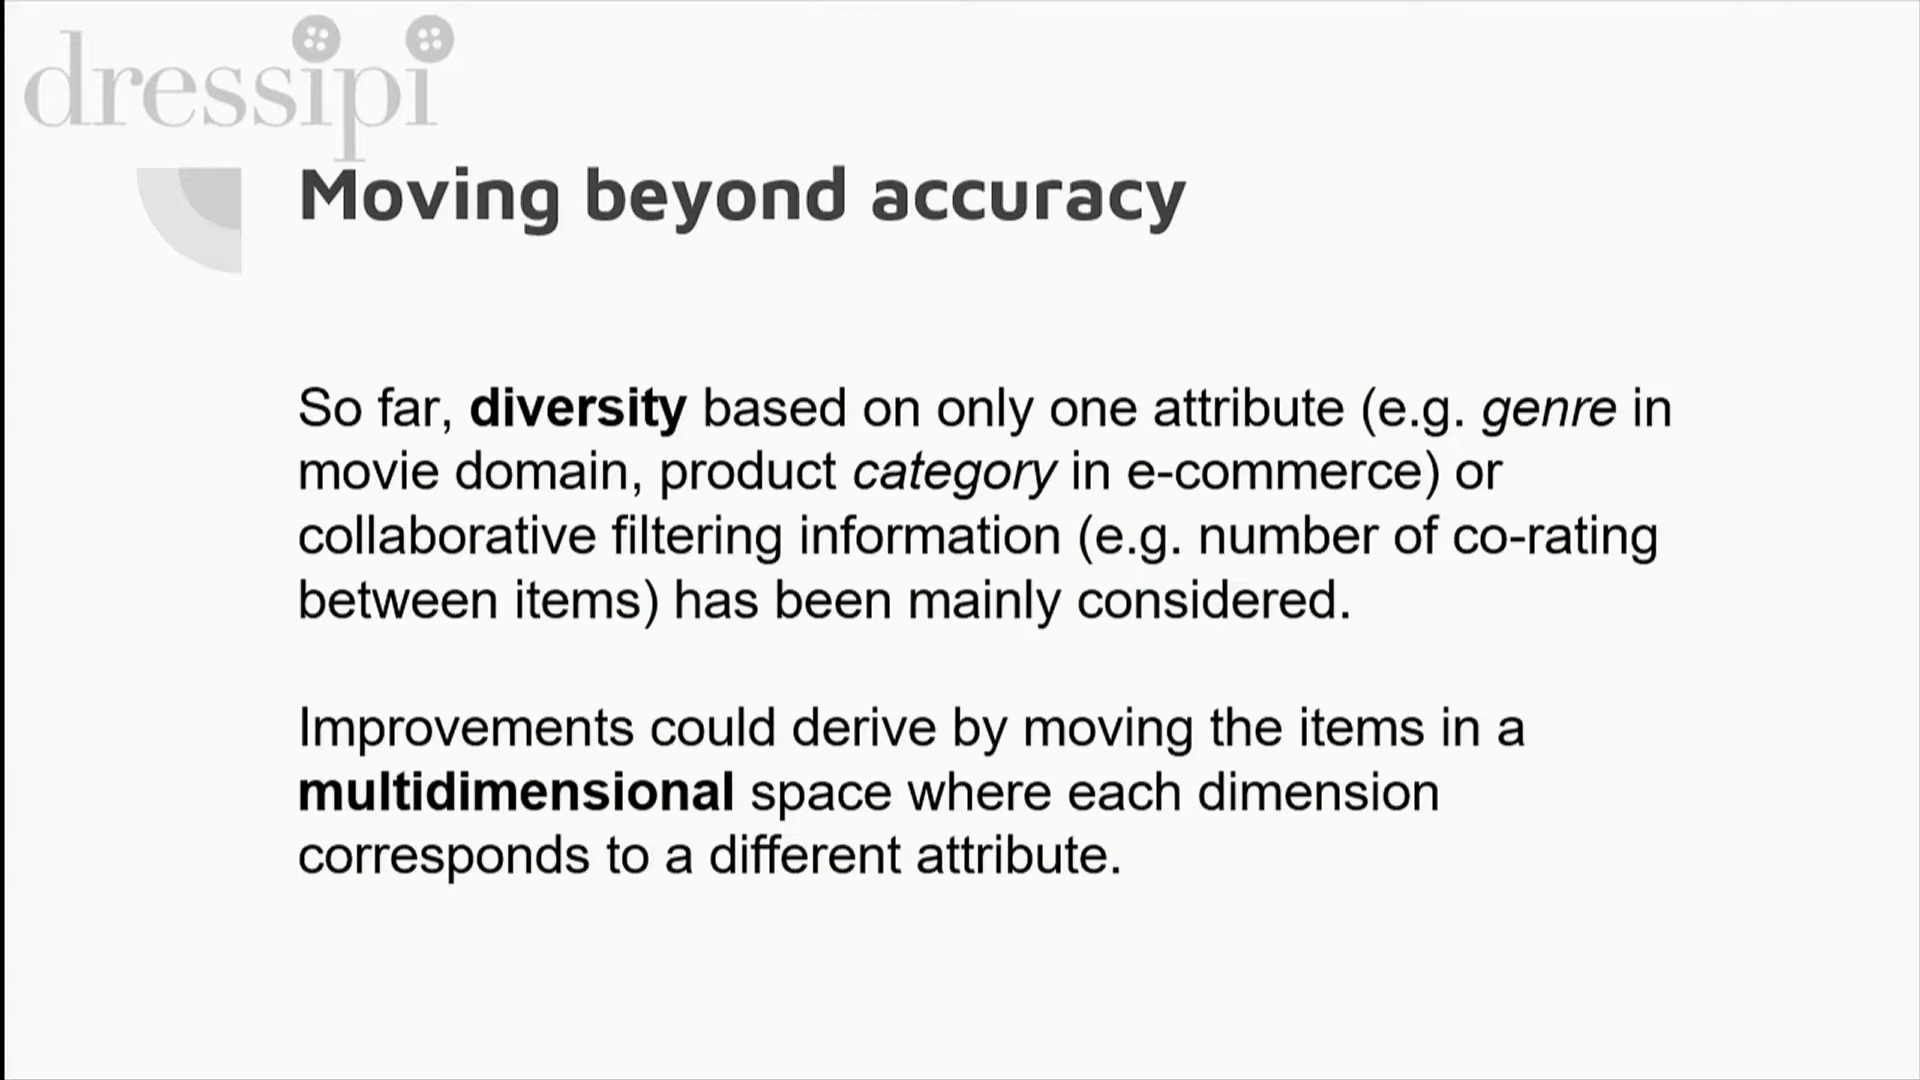 dressipi
Moving beyond accuracy
So far, diversity based on only one attribute (e.g. genre in
movie domain, product category in e-commerce) or
collaborative filtering information (e.g. number of co-rating
between items) has been mainly considered.
Improvements could derive by moving the items in a
multidimensional space where each dimension
corresponds to a different attribute.